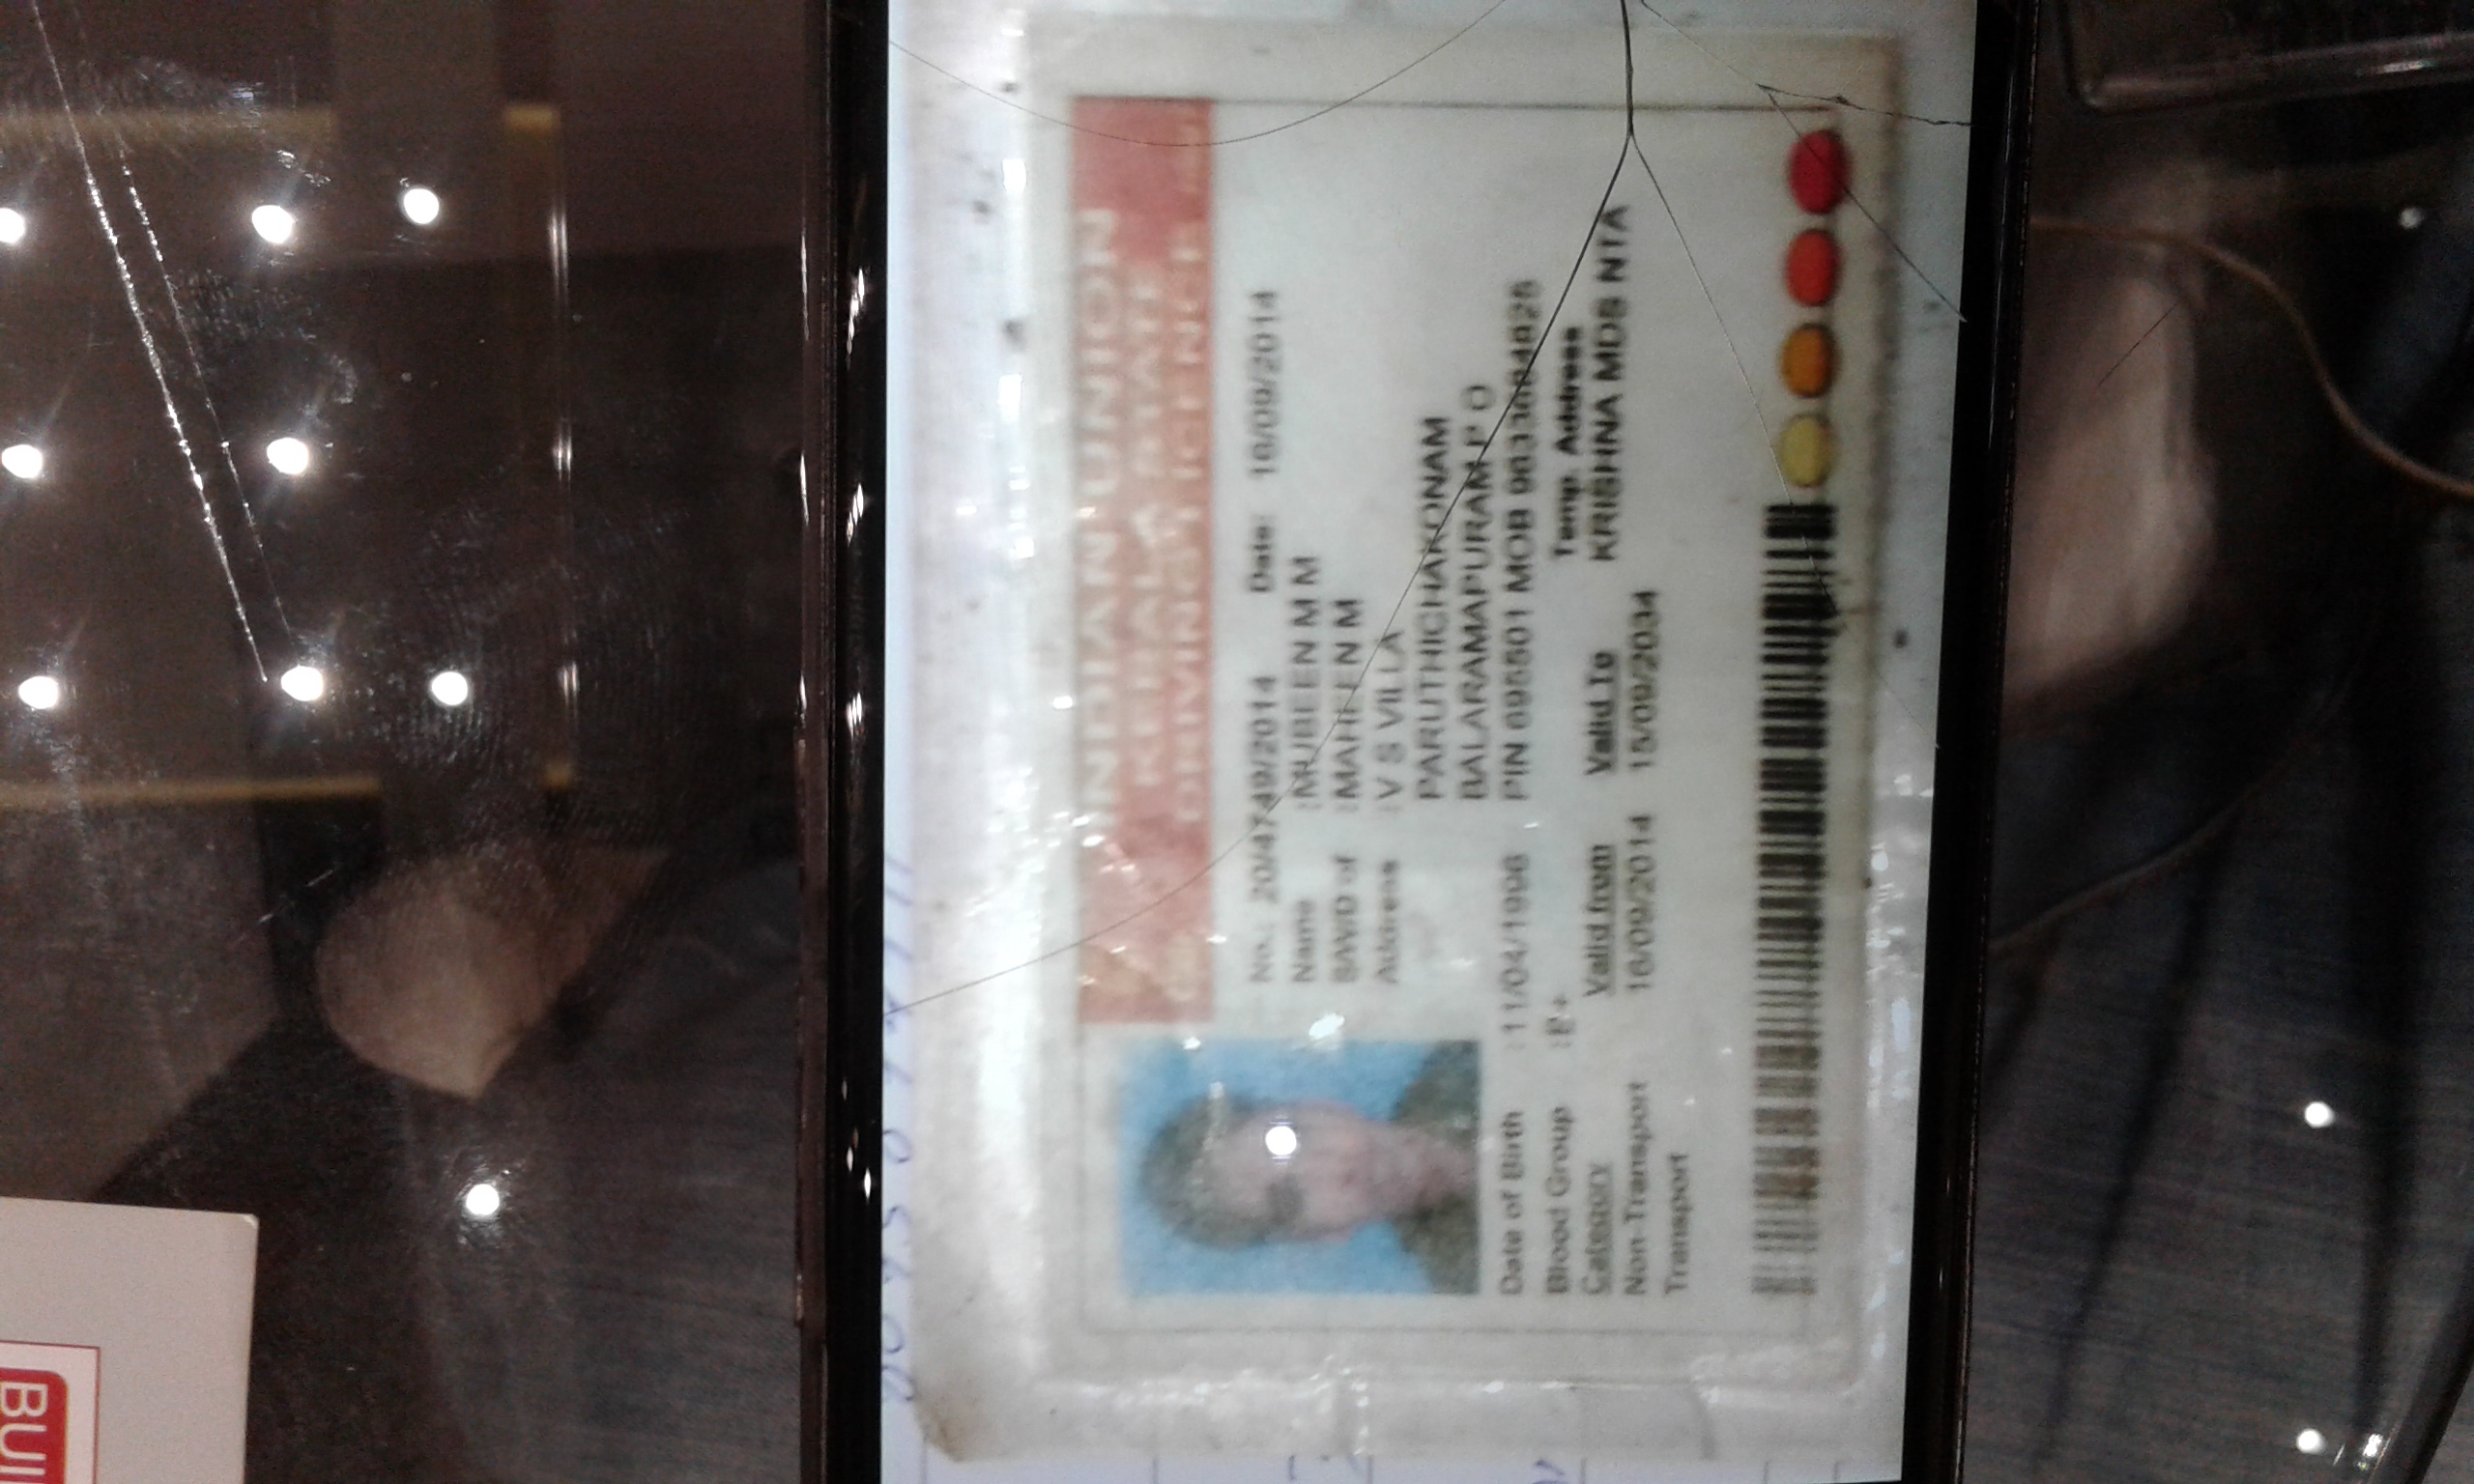 INDIAN UNION
KERALA STATE
DRIVING LICENCE
No.: 20/4749/2014 Date: 16/09/2014
Name :MUBEEN M M
S/W/D of :MAHEEN M
Address :V S VILLA
PARUTHICHAKONAM
BALARAMAPURAM P O
Date of Birth :11/04/1996 PIN 695501 MOB
Blood Group :B+
Temp. Address
Category Valid from Valid To KRISHNA MDS NTA
Non-Transport 16/09/2014 15/09/2034
Transport